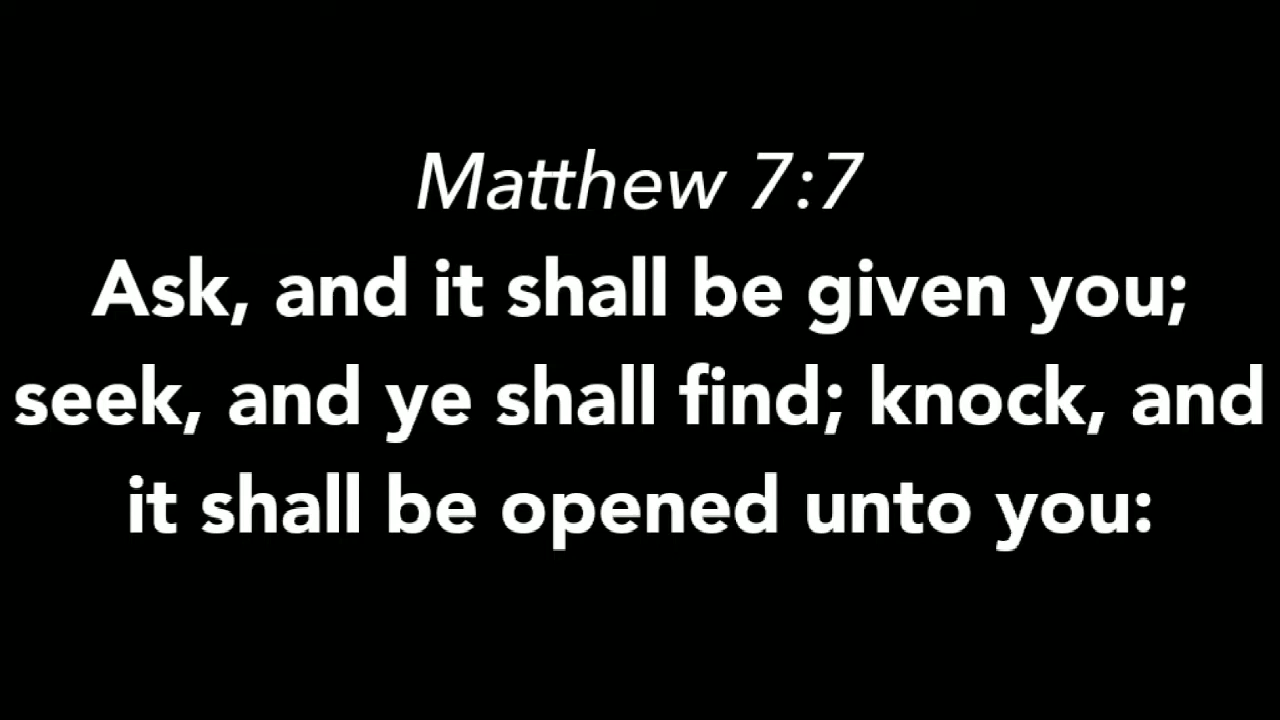 Matthew 7:7
Ask, and it shall be given you;
seek, and ye shall find; knock, and
it shall be opened unto you: